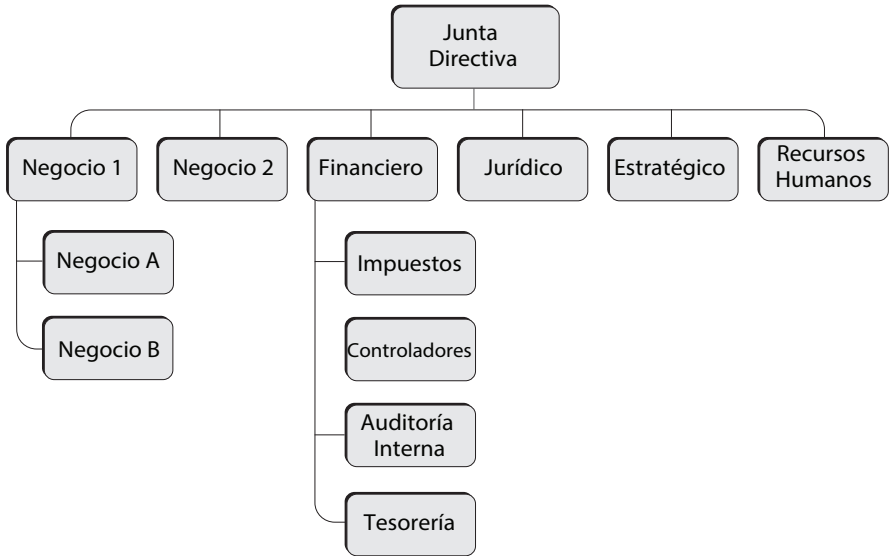 Junta
Directiva
Negocio 1
Negocio 2
Financiero
Jurídico
Estratégico
Recursos
Humanos
Negocio A
Negocio B
Impuestos
Controladores
Auditoría
Interna
Tesorería